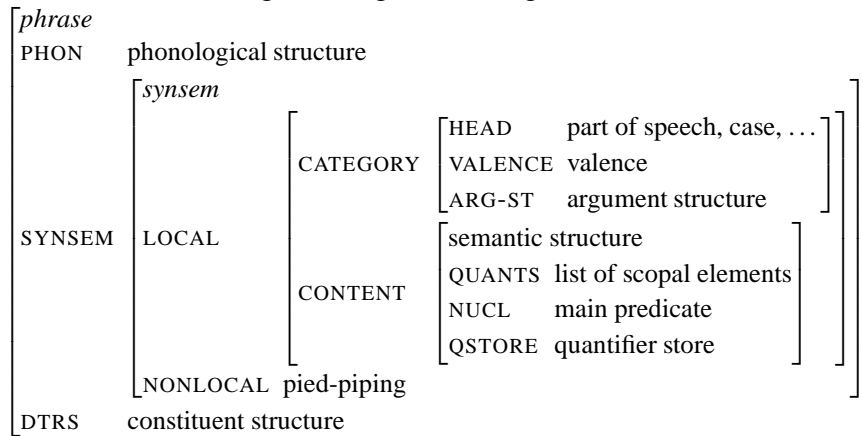 phrase
PHON phonological structure
synsem
HEAD part of speech, case, …
CATEGORY VALENCE valence
ARG-ST argument structure
SYNSEM LOCAL semantic structure
QUANTS list of scopal elements
CONTENT
NUCL main predicate
QSTORE quantifier store
NONLOCAL pied-piping
DTRS constituent structure